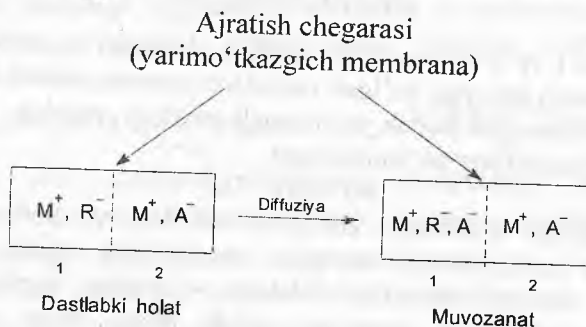 Ajratish chegarasi
(yarimo‘tkazgich membrana)
M⁺, R⁻ M⁺, A⁻
Diffuziya
M⁺, R⁻, A⁻ M⁺, A⁻
1 2
1 2
Dastlabki holat
Muvozanat